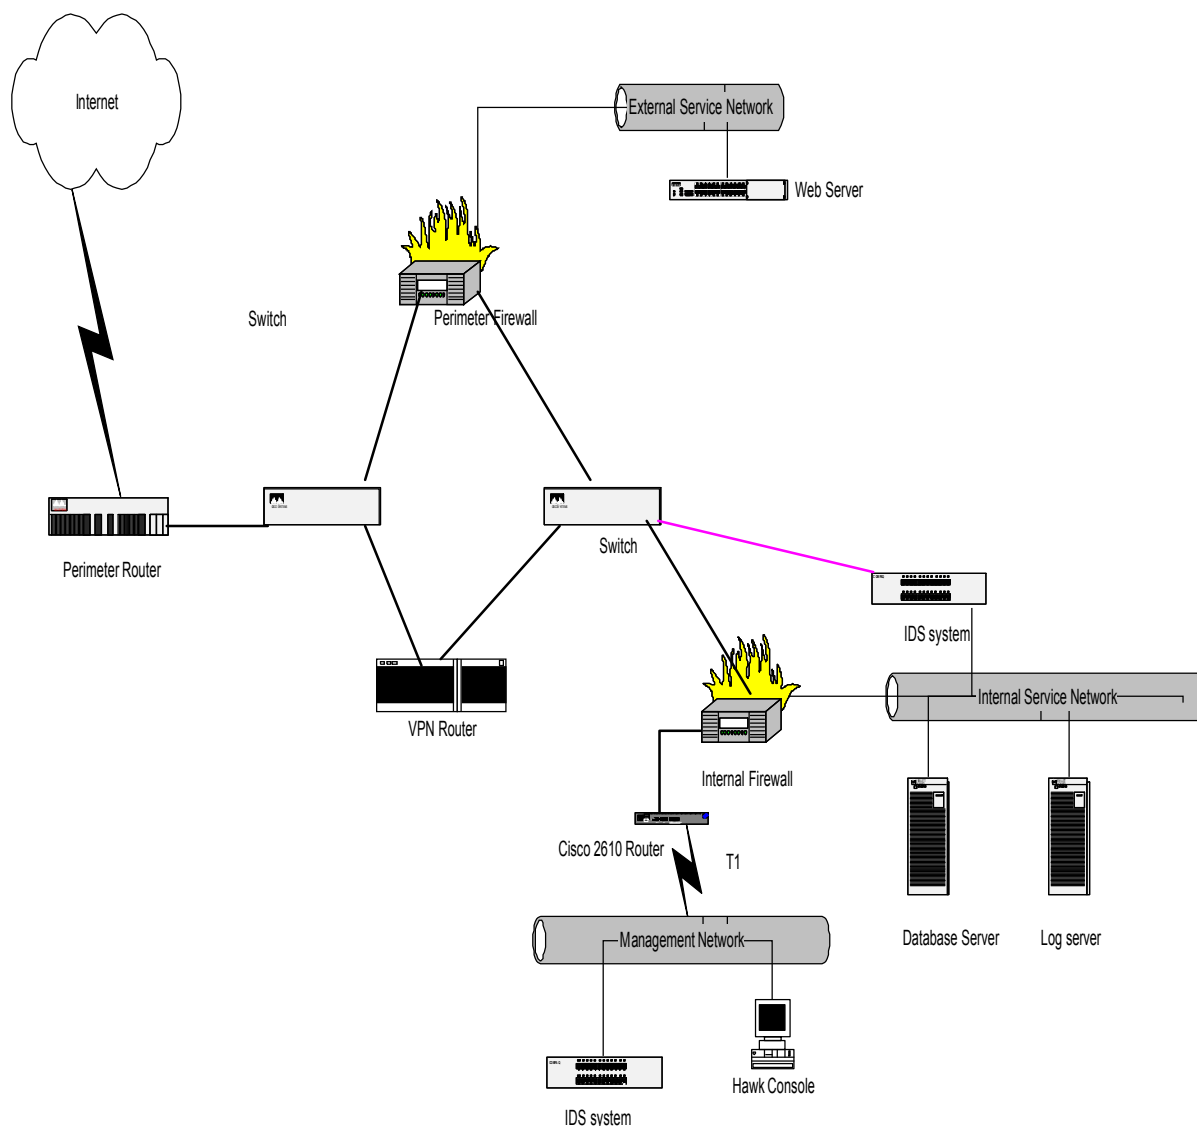 Internet
External Service Network
Web Server
Switch
Perimeter Firewall
Switch
Perimeter Router
IDS system
Internal Service Network
VPN Router
Internal Firewall
Cisco 2610 Router
T1
Database Server
Log server
Management Network
Hawk Console
IDS system